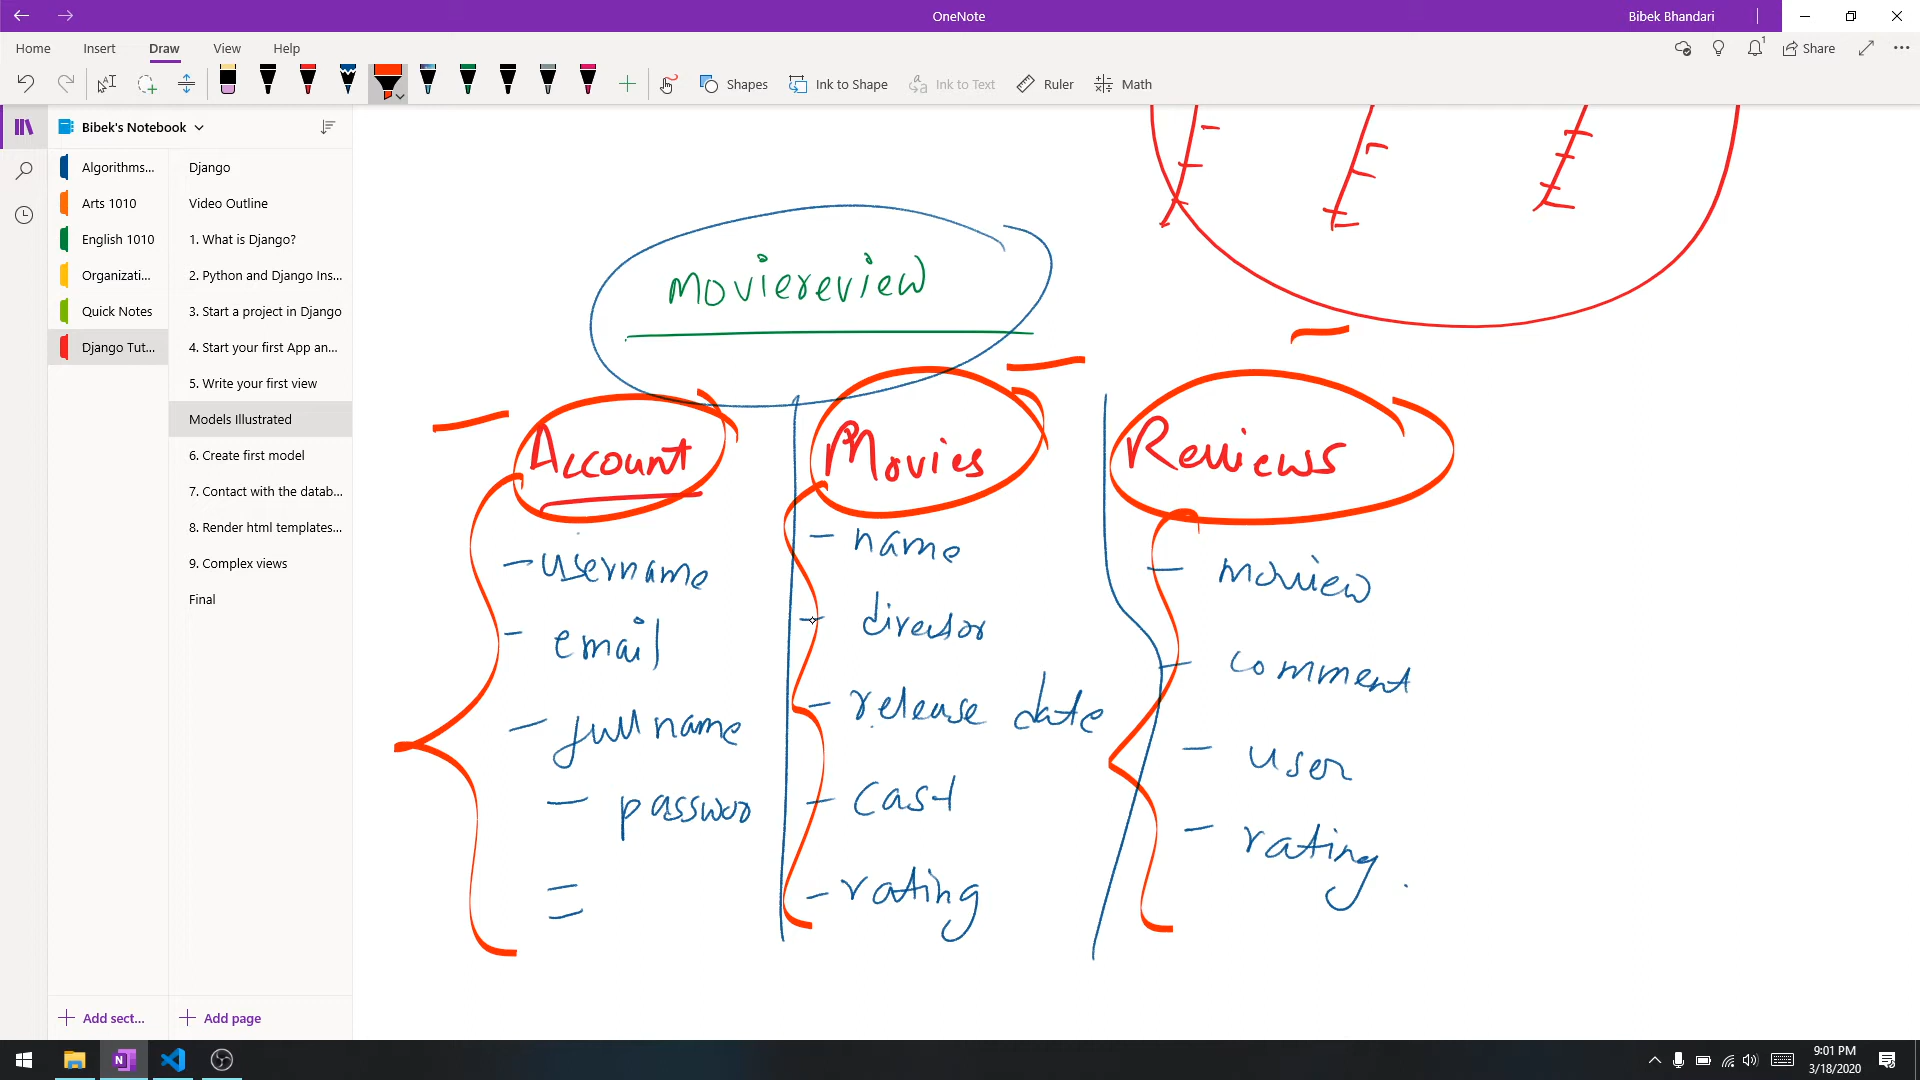 OneNote
Bibek Bhandari
Home Insert Draw View Help
1
Share
Shapes
Ink to Shape
Ink to Text
Ruler
Math
Bibek's Notebook
Algorithms...
Arts 1010
English 1010
Organizati...
Quick Notes
Django Tut...
Django
Video Outline
1. What is Django?
2. Python and Django Ins...
3. Start a project in Django
4. Start your first App an...
5. Write your first view
Models Illustrated
6. Create first model
7. Contact with the datab...
8. Render html templates...
9. Complex views
Final
moviereview
Account
- username
- email
- full name
- passwor
Movies
- name
- director
- release date
- cast
- rating
Reviews
- moview
- comment
- user
- rating.
Add sect...
Add page
9:01 PM
3/18/2020